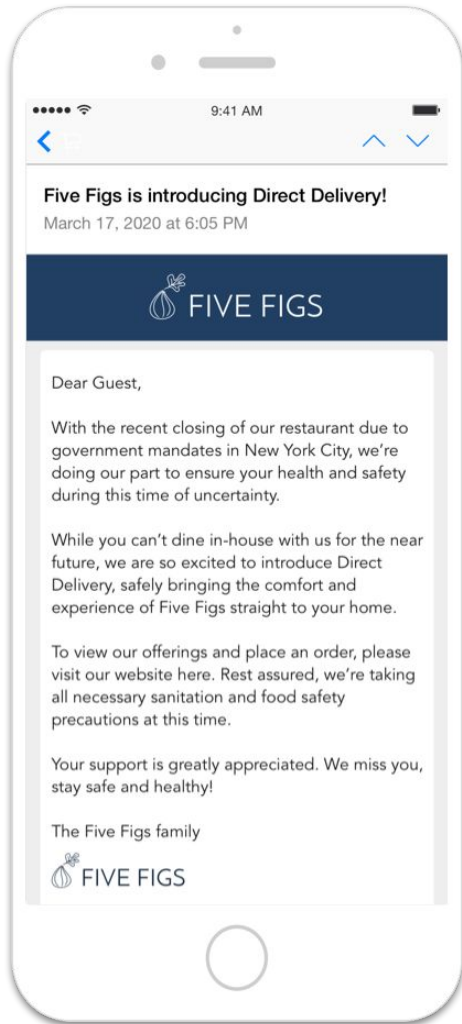 9:41 AM
Five Figs is introducing Direct Delivery!
March 17, 2020 at 6:05 PM
FIVE FIGS
Dear Guest,
With the recent closing of our restaurant due to
government mandates in New York City, we're
doing our part to ensure your health and safety
during this time of uncertainty.
While you can't dine in-house with us for the near
future, we are so excited to introduce Direct
Delivery, safely bringing the comfort and
experience of Five Figs straight to your home.
To view our offerings and place an order, please
visit our website here. Rest assured, we're taking
all necessary sanitation and food safety
precautions at this time.
Your support is greatly appreciated. We miss you,
stay safe and healthy!
The Five Figs family
FIVE FIGS